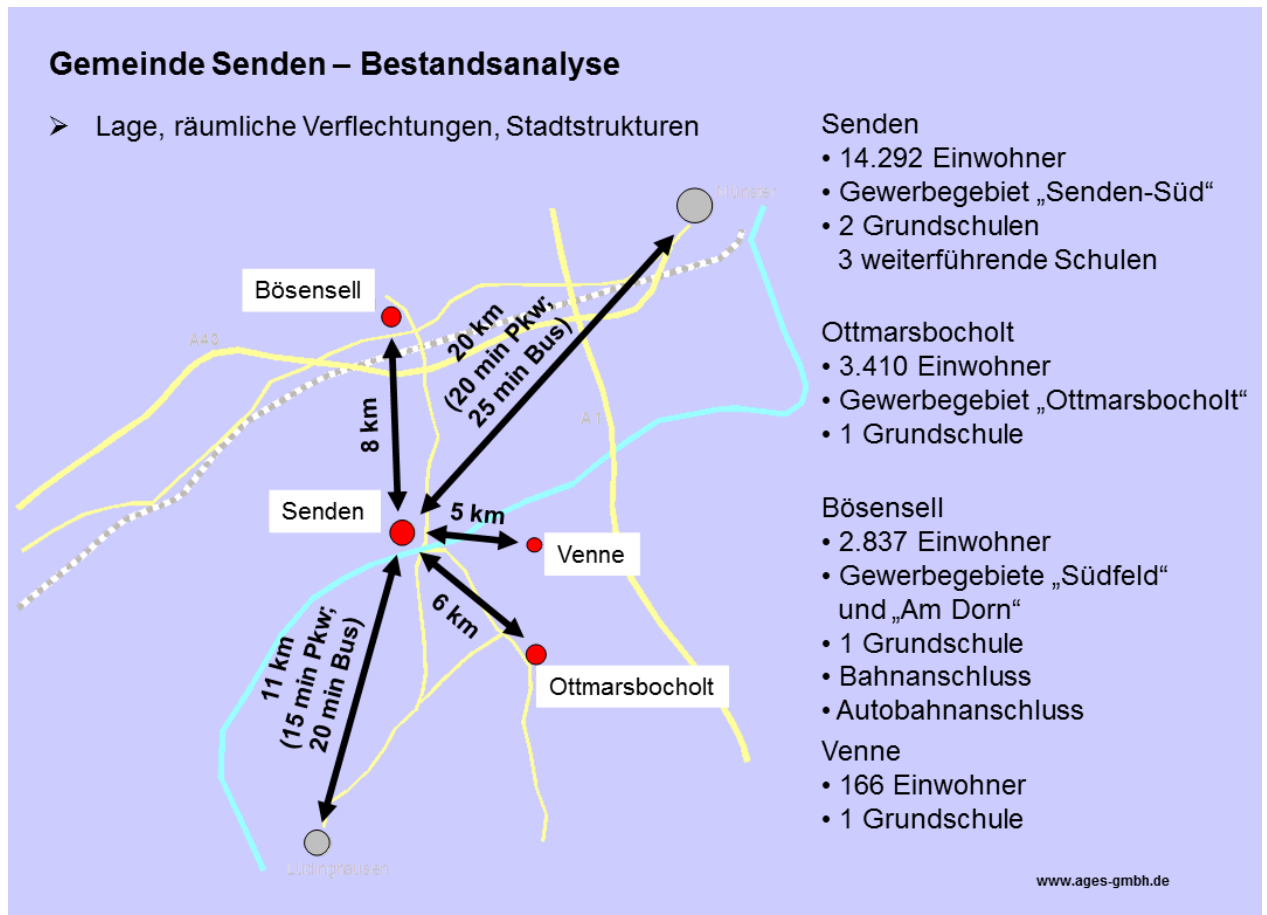 Gemeinde Senden – Bestandsanalyse
➢ Lage, räumliche Verflechtungen, Stadtstrukturen
Münster
Bösensell
A43
20 km
(20 min Pkw;
25 min Bus)
A1
8 km
Senden
5 km
Venne
6 km
Ottmarsbocholt
11 km
(15 min Pkw;
20 min Bus)
Lüdinghausen
Senden
• 14.292 Einwohner
• Gewerbegebiet „Senden-Süd“
• 2 Grundschulen
3 weiterführende Schulen
Ottmarsbocholt
• 3.410 Einwohner
• Gewerbegebiet „Ottmarsbocholt“
• 1 Grundschule
Bösensell
• 2.837 Einwohner
• Gewerbegebiete „Südfeld“
und „Am Dorn“
• 1 Grundschule
• Bahnanschluss
• Autobahnanschluss
Venne
• 166 Einwohner
• 1 Grundschule
www.ages-gmbh.de